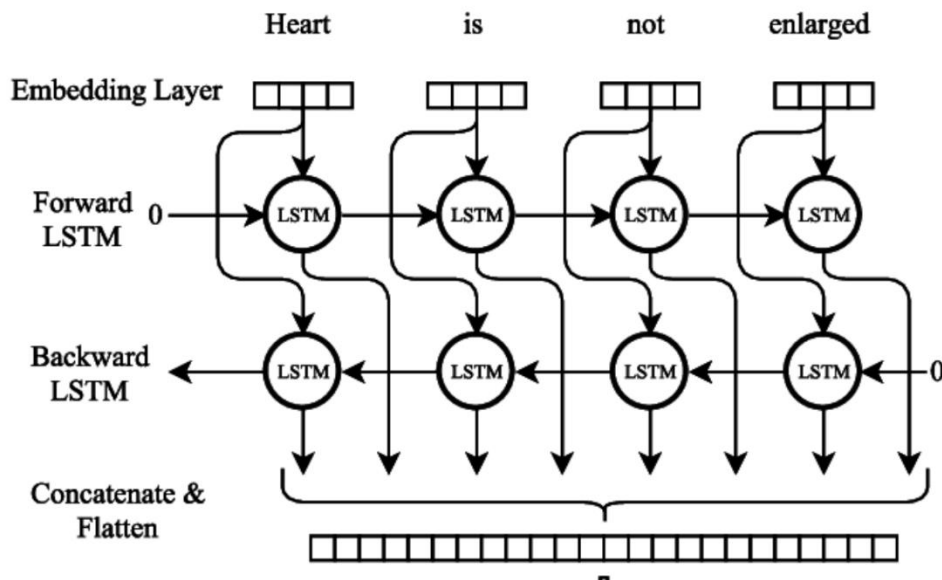 Heart is not enlarged
Embedding Layer
Forward
LSTM
0
LSTM LSTM LSTM LSTM
Backward
LSTM
LSTM LSTM LSTM LSTM
0
Concatenate &
Flatten